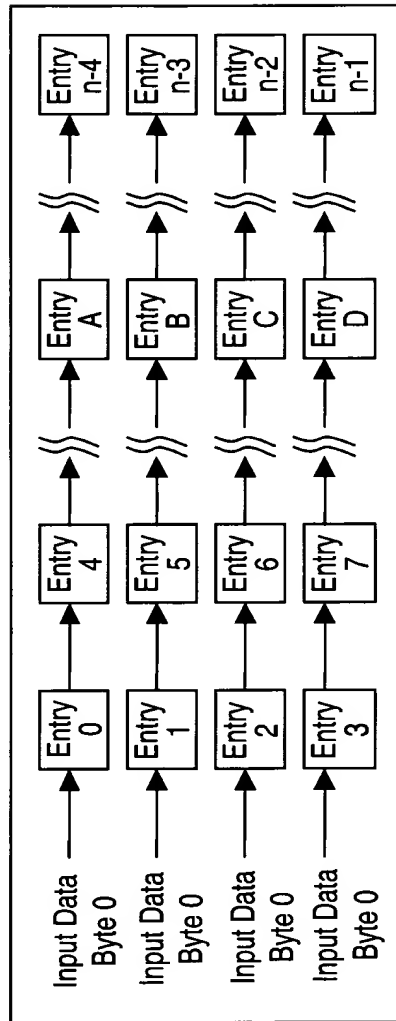 Input Data
Byte 0
Entry
0
Entry
4
Entry
A
Entry
n-4
Input Data
Byte 0
Entry
1
Entry
5
Entry
B
Entry
n-3
Input Data
Byte 0
Entry
2
Entry
6
Entry
C
Entry
n-2
Input Data
Byte 0
Entry
3
Entry
7
Entry
D
Entry
n-1